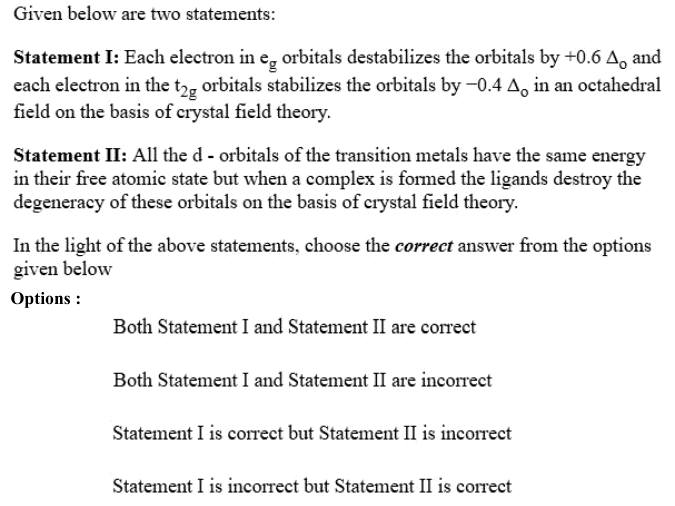 Given below are two statements:
Statement I: Each electron in eg orbitals destabilizes the orbitals by +0.6 Δo and
each electron in the t2g orbitals stabilizes the orbitals by −0.4 Δo in an octahedral
field on the basis of crystal field theory.
Statement II: All the d - orbitals of the transition metals have the same energy
in their free atomic state but when a complex is formed the ligands destroy the
degeneracy of these orbitals on the basis of crystal field theory.
In the light of the above statements, choose the correct answer from the options
given below
Options :
Both Statement I and Statement II are correct
Both Statement I and Statement II are incorrect
Statement I is correct but Statement II is incorrect
Statement I is incorrect but Statement II is correct